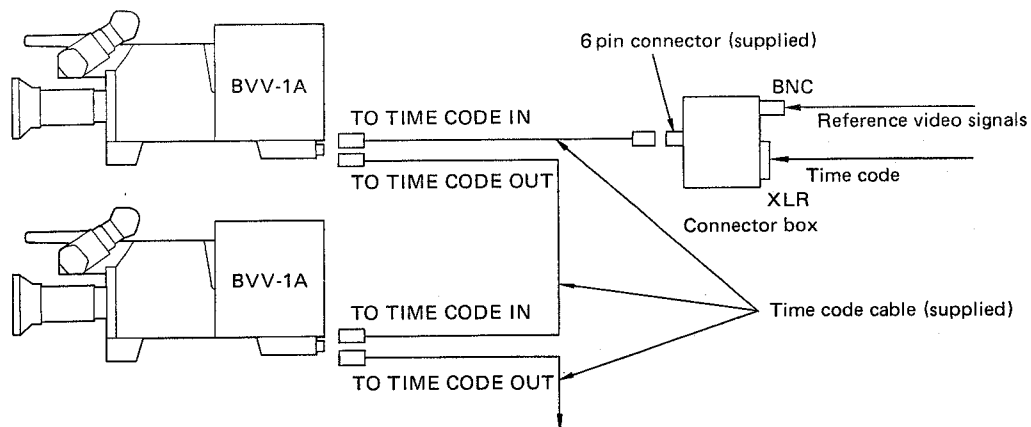 6 pin connector (supplied)
BVV-1A
BNC
TO TIME CODE IN
Reference video signals
TO TIME CODE OUT
Time code
XLR
Connector box
BVV-1A
TO TIME CODE IN
Time code cable (supplied)
TO TIME CODE OUT